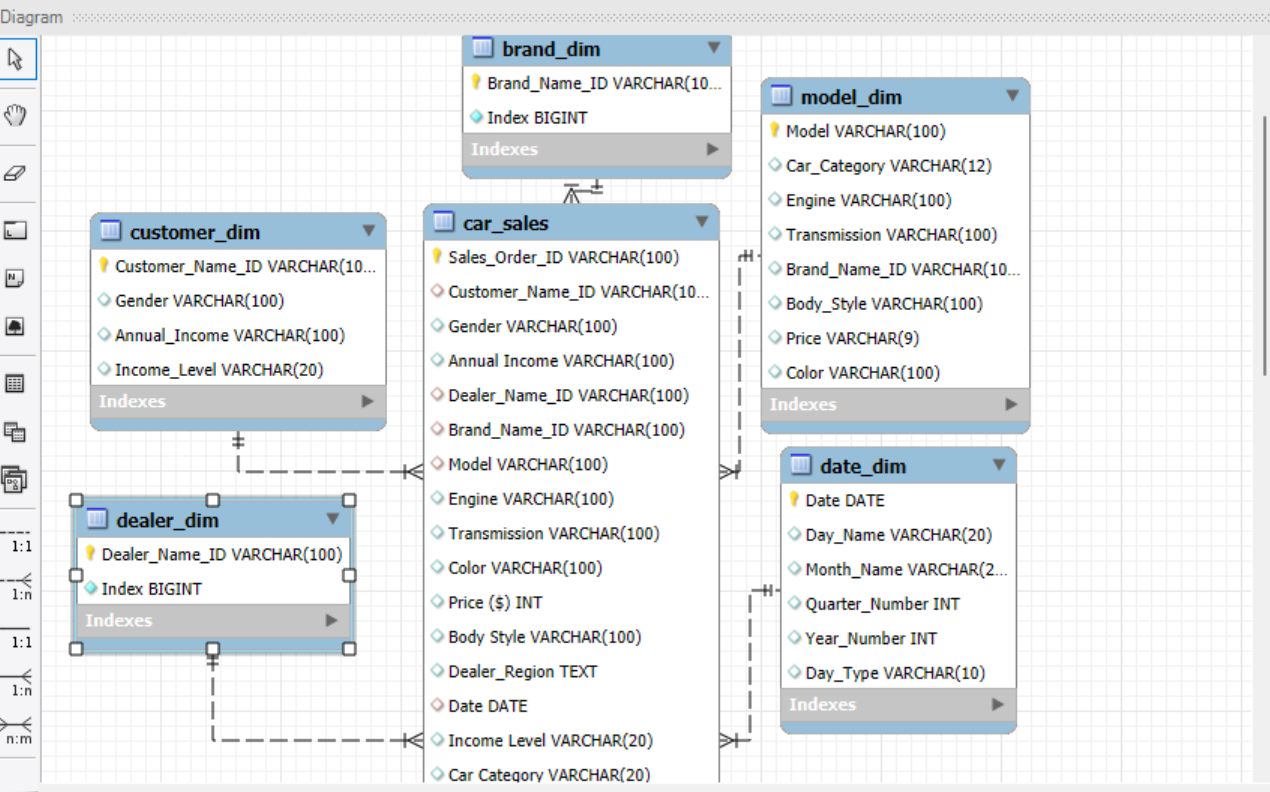 Diagram
brand_dim
Brand_Name_ID VARCHAR(10...
Index BIGINT
Indexes
model_dim
Model VARCHAR(100)
Car_Category VARCHAR(12)
Engine VARCHAR(100)
Transmission VARCHAR(100)
Brand_Name_ID VARCHAR(10...
Body_Style VARCHAR(100)
Price VARCHAR(9)
Color VARCHAR(100)
Indexes
customer_dim
Customer_Name_ID VARCHAR(10...
Gender VARCHAR(100)
Annual_Income VARCHAR(100)
Income_Level VARCHAR(20)
Indexes
car_sales
Sales_Order_ID VARCHAR(100)
Customer_Name_ID VARCHAR(10...
Gender VARCHAR(100)
Annual Income VARCHAR(100)
Dealer_Name_ID VARCHAR(100)
Brand_Name_ID VARCHAR(100)
Model VARCHAR(100)
Engine VARCHAR(100)
Transmission VARCHAR(100)
Color VARCHAR(100)
Price ($) INT
Body Style VARCHAR(100)
Dealer_Region TEXT
Date DATE
Income Level VARCHAR(20)
Car Category VARCHAR(20)
dealer_dim
Dealer_Name_ID VARCHAR(100)
Index BIGINT
Indexes
date_dim
Date DATE
Day_Name VARCHAR(20)
Month_Name VARCHAR(2...
Quarter_Number INT
Year_Number INT
Day_Type VARCHAR(10)
Indexes
1:1
1:n
1:1
1:n
n:m